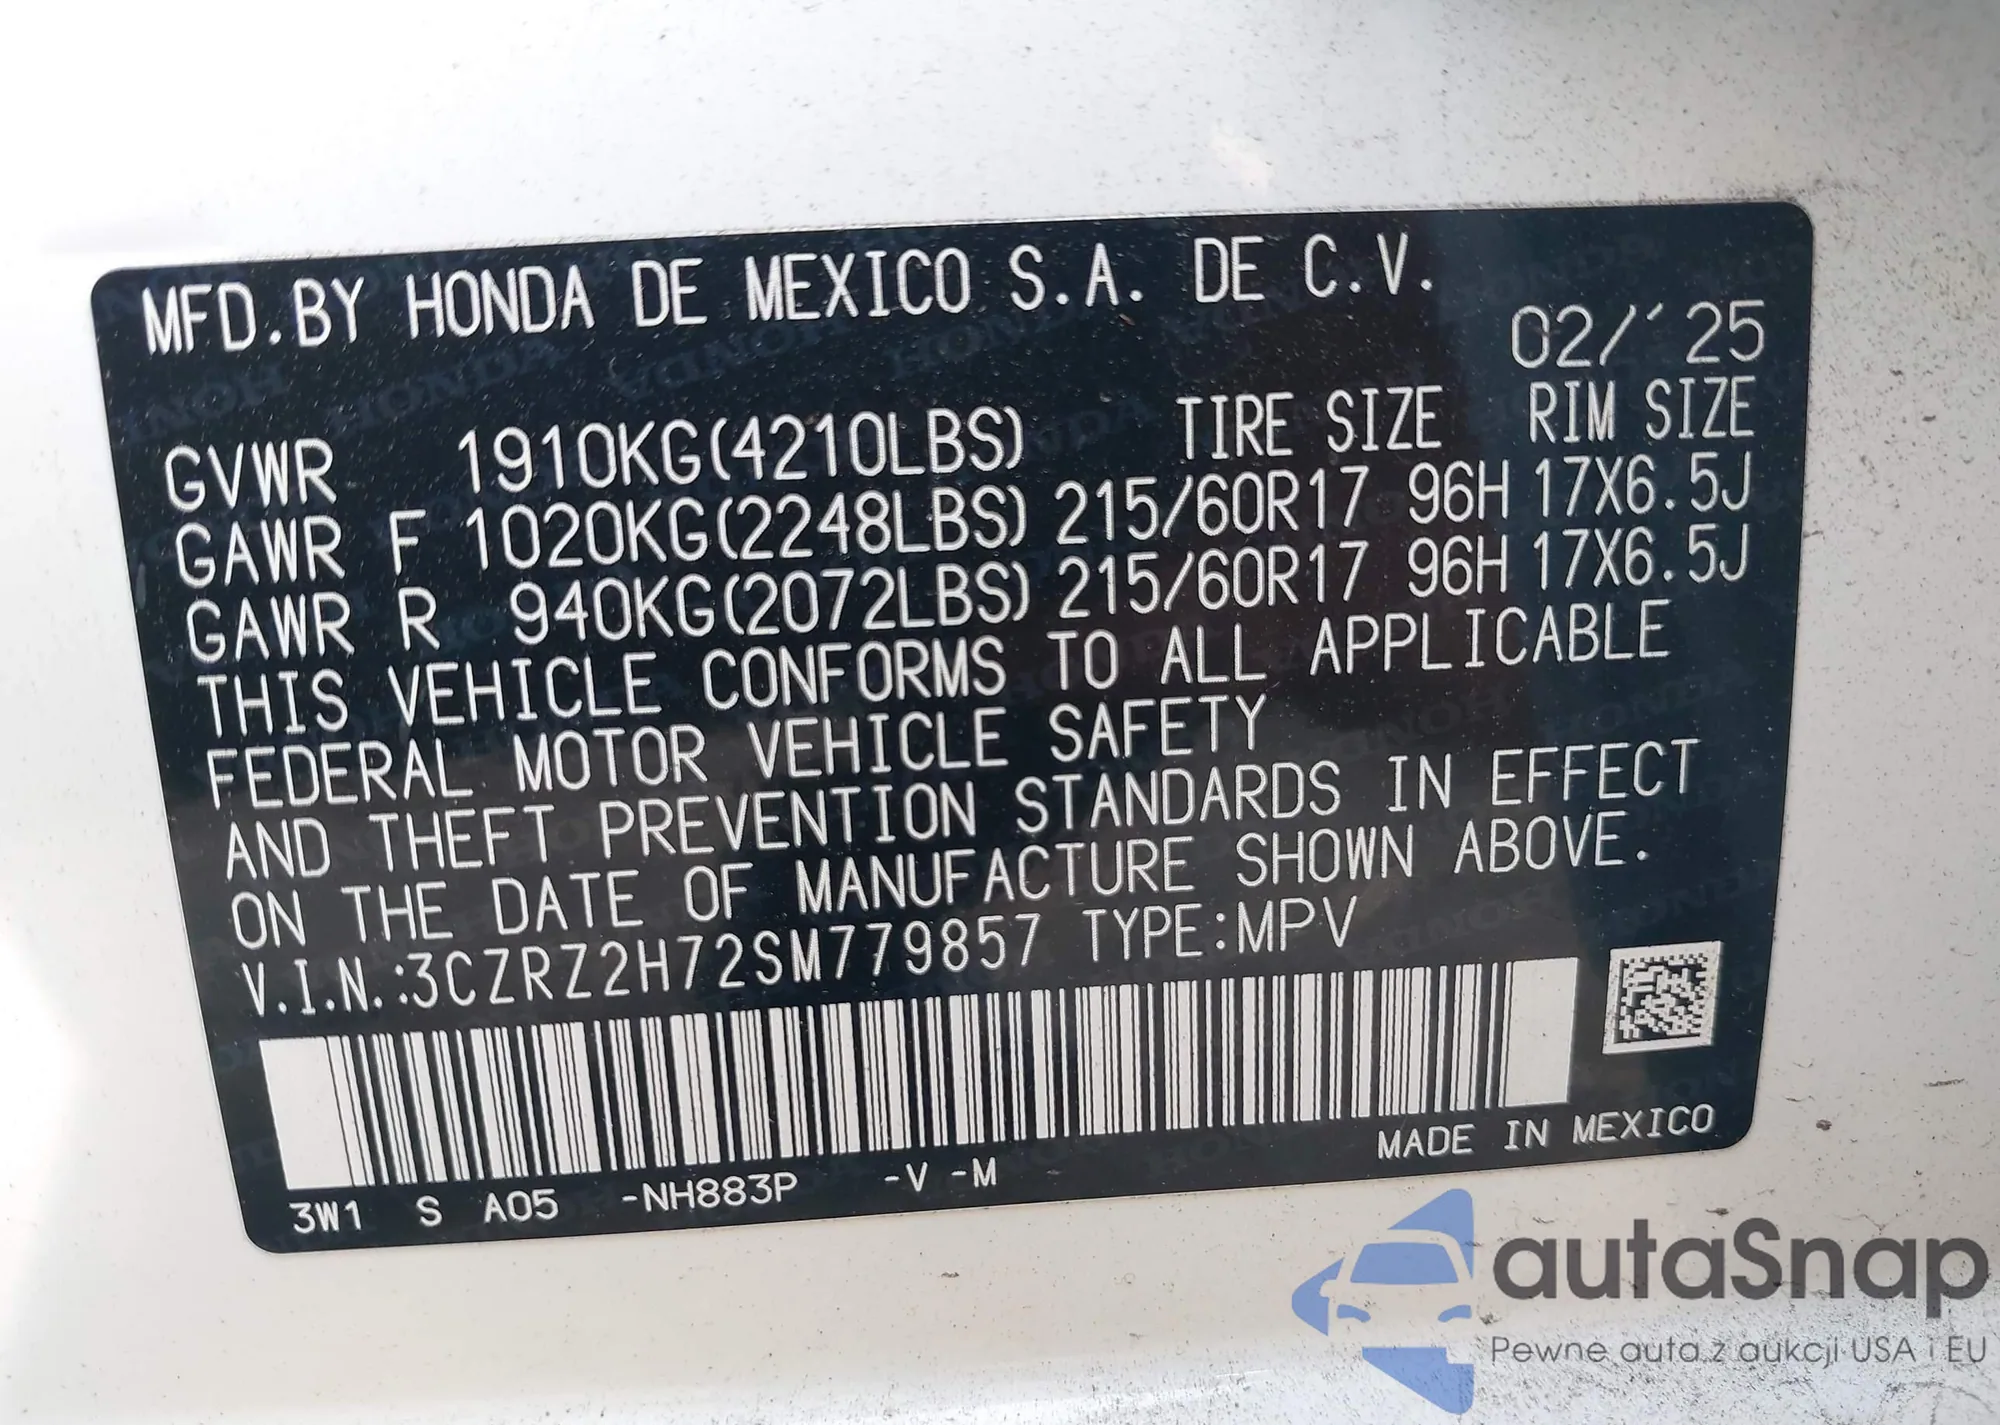 MFD.BY HONDA DE MEXICO S.A. DE C.V.
02/'25
GVWR 1910KG(4210LBS) TIRE SIZE RIM SIZE
GAWR F 1020KG(2248LBS) 215/60R17 96H 17X6.5J
GAWR R 940KG(2072LBS) 215/60R17 96H 17X6.5J
THIS VEHICLE CONFORMS TO ALL APPLICABLE
FEDERAL MOTOR VEHICLE SAFETY
AND THEFT PREVENTION STANDARDS IN EFFECT
ON THE DATE OF MANUFACTURE SHOWN ABOVE.
V.I.N.:3CZRZ2H72SM779857 TYPE:MPV
MADE IN MEXICO
3W1 S A05 -NH883P -V -M
autaSnap
Pewne auta z aukcji USA i EU